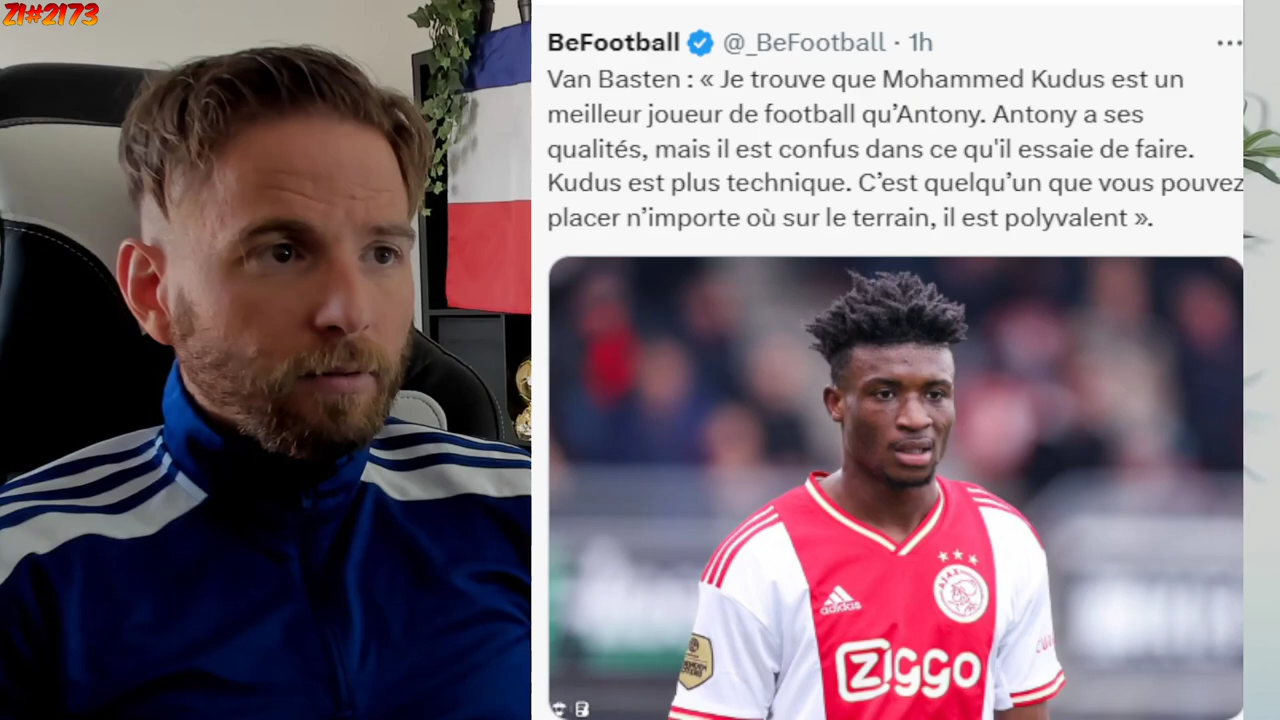 ZI#2173
BeFootball @_BeFootball · 1h
Van Basten : « Je trouve que Mohammed Kudus est un
meilleur joueur de football qu’Antony. Antony a ses
qualités, mais il est confus dans ce qu'il essaie de faire.
Kudus est plus technique. C’est quelqu’un que vous pouvez
placer n’importe où sur le terrain, il est polyvalent ».
AJAX
adidas
Ziggo